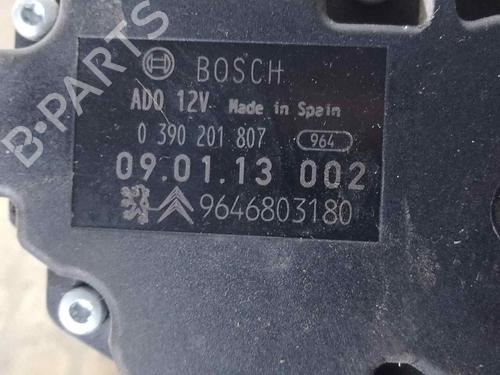 BOSCH
ADO 12V Made in Spain
0 390 201 807 964
09.01.13 002
9646803180
B-PARTS